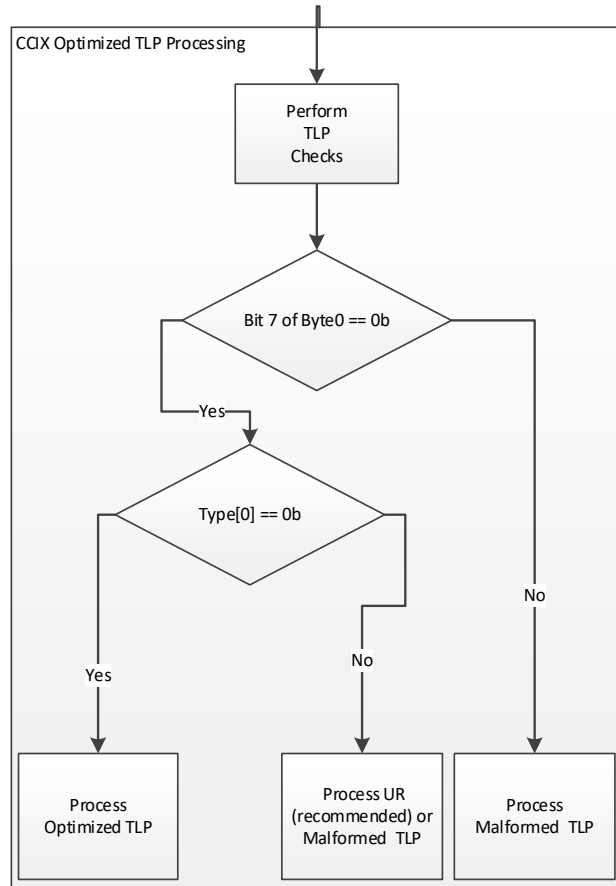 CCIX Optimized TLP Processing
Perform
TLP
Checks
Bit 7 of Byte0 == 0b
Yes
Type[0] == 0b
No
No
Yes
Process
Optimized TLP
Process UR
(recommended) or
Malformed TLP
Process
Malformed TLP